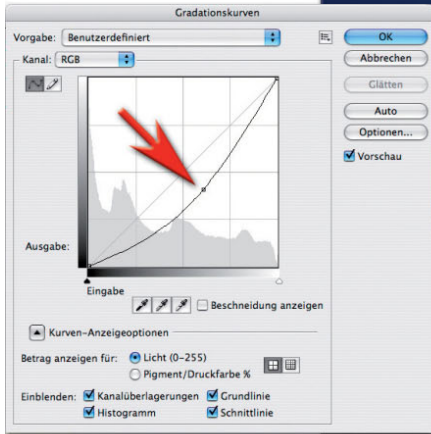 Gradationskurven
Vorgabe: Benutzerdefiniert
OK
Kanal: RGB
Abbrechen
Glätten
Auto
Optionen...
Vorschau
Ausgabe:
Eingabe
Beschneidung anzeigen
Kurven-Anzeigeoptionen
Betrag anzeigen für: Licht (0–255)
Pigment/Druckfarbe %
Einblenden: Kanalüberlagerungen Grundlinie
Histogramm Schnittlinie